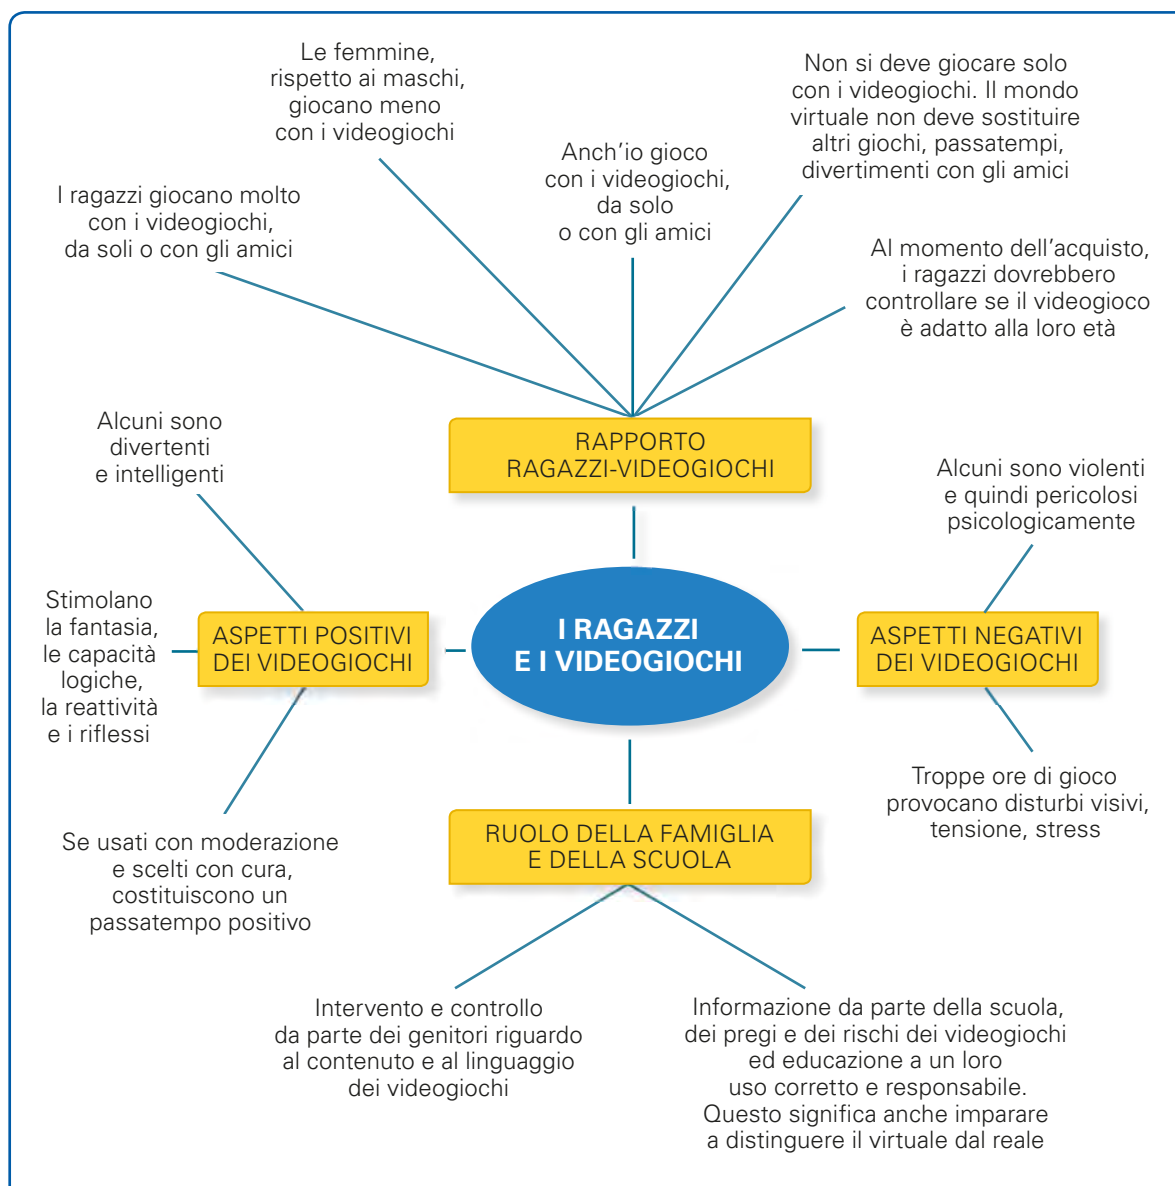 Le femmine,
rispetto ai maschi,
giocano meno
con i videogiochi
Non si deve giocare solo
con i videogiochi. Il mondo
virtuale non deve sostituire
altri giochi, passatempi,
divertimenti con gli amici
Anch'io gioco
con i videogiochi,
da solo
o con gli amici
I ragazzi giocano molto
con i videogiochi,
da soli o con gli amici
Al momento dell'acquisto,
i ragazzi dovrebbero
controllare se il videogioco
è adatto alla loro età
RAPPORTO
RAGAZZI-VIDEOGIOCHI
Alcuni sono
divertenti
e intelligenti
Alcuni sono violenti
e quindi pericolosi
psicologicamente
Stimolano
la fantasia,
le capacità
logiche,
la reattività
e i riflessi
ASPETTI POSITIVI
DEI VIDEOGIOCHI
I RAGAZZI
E I VIDEOGIOCHI
ASPETTI NEGATIVI
DEI VIDEOGIOCHI
Troppe ore di gioco
provocano disturbi visivi,
tensione, stress
Se usati con moderazione
e scelti con cura,
costituiscono un
passatempo positivo
RUOLO DELLA FAMIGLIA
E DELLA SCUOLA
Intervento e controllo
da parte dei genitori riguardo
al contenuto e al linguaggio
dei videogiochi
Informazione da parte della scuola,
dei pregi e dei rischi dei videogiochi
ed educazione a un loro
uso corretto e responsabile.
Questo significa anche imparare
a distinguere il virtuale dal reale